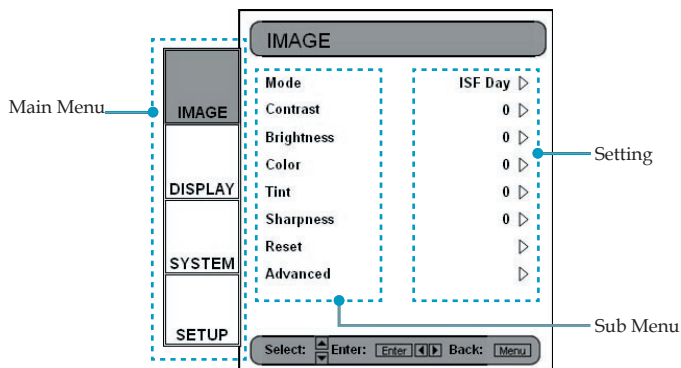 IMAGE
Main Menu
IMAGE
DISPLAY
SYSTEM
SETUP
Mode ISF Day
Contrast 0
Brightness 0
Color 0
Tint 0
Sharpness 0
Reset
Advanced
Setting
Sub Menu
Select: Enter: Enter Back: Menu